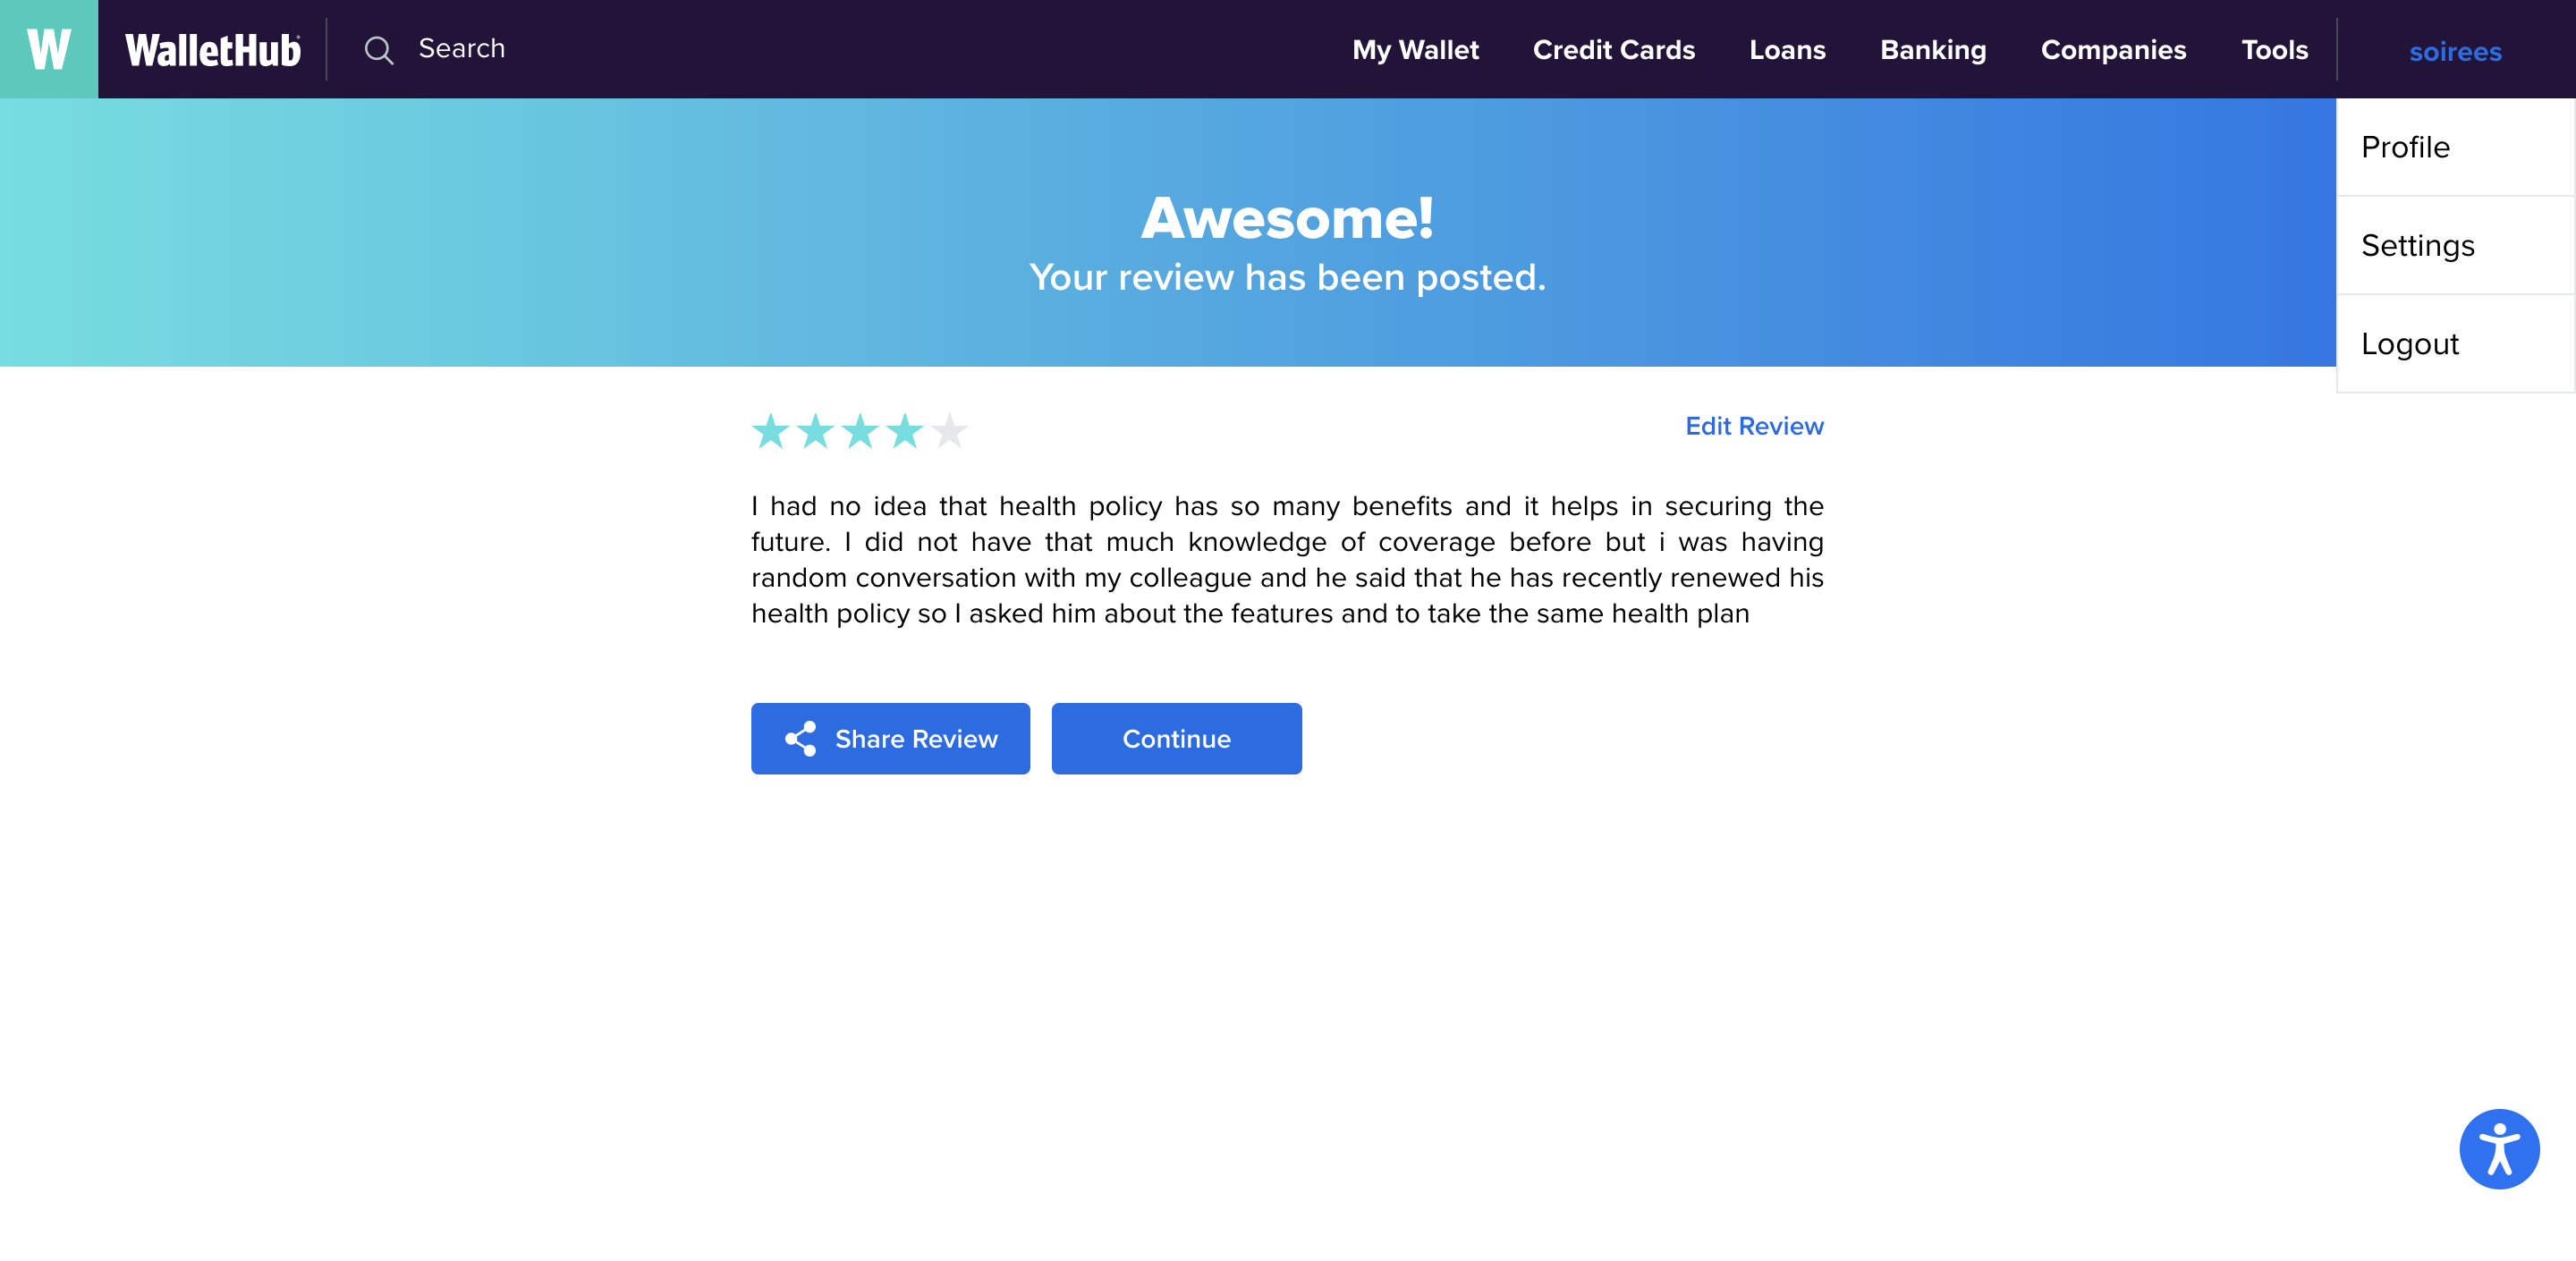 W WalletHub Search My Wallet Credit Cards Loans Banking Companies Tools soirees
Profile
Settings
Logout
Awesome!
Your review has been posted.
Edit Review
I had no idea that health policy has so many benefits and it helps in securing the
future. I did not have that much knowledge of coverage before but i was having
random conversation with my colleague and he said that he has recently renewed his
health policy so I asked him about the features and to take the same health plan
Share Review Continue